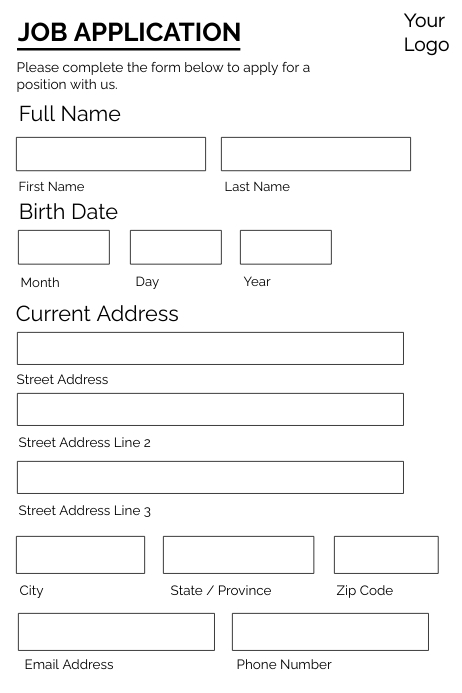 JOB APPLICATION
Your
Logo
Please complete the form below to apply for a
position with us.
Full Name
First Name
Last Name
Birth Date
Month
Day
Year
Current Address
Street Address
Street Address Line 2
Street Address Line 3
City
State / Province
Zip Code
Email Address
Phone Number